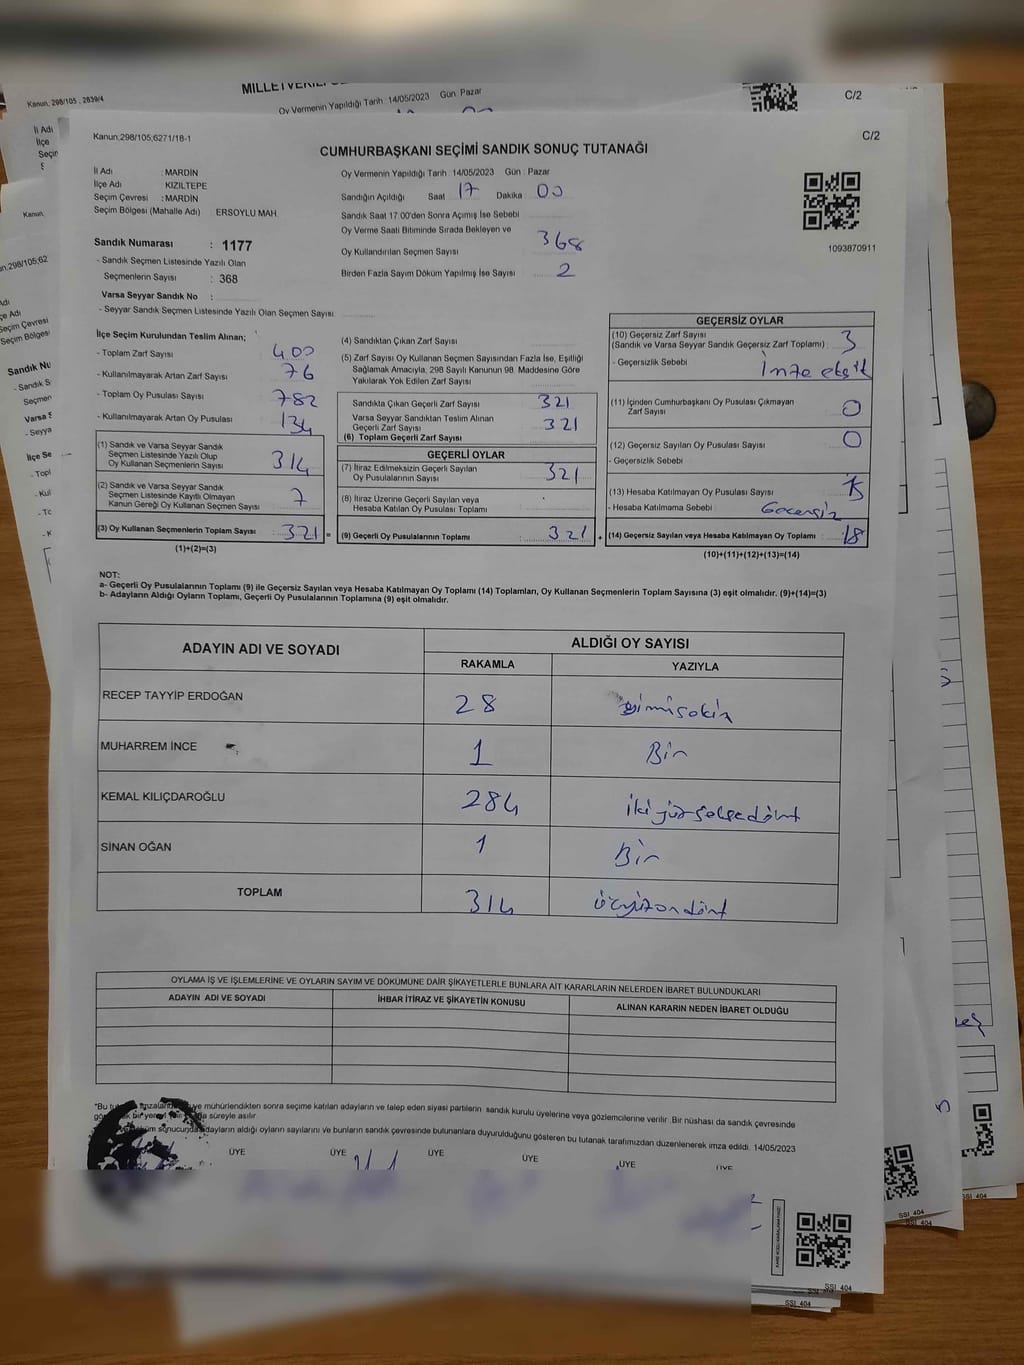 MILLETVEKİLİ
Kanun, 298/105 , 2839/4
Oy Vermenin Yapıldığı Tarih 14/05/2023 Gün Pazar
C/2
Kanun;298/105;6271/18-1
C/2
CUMHURBAŞKANI SEÇİMİ SANDIK SONUÇ TUTANAĞI
İl Adı : MARDİN
İlçe Adı : KIZILTEPE
Seçim Çevresi : MARDİN
Seçim Bölgesi (Mahalle Adı) : ERSOYLU MAH.
Oy Vermenin Yapıldığı Tarih 14/05/2023 Gün : Pazar
Sandığın Açıldığı Saat 17 Dakika 00
Sandık Saat 17:00'den Sonra Açılmış İse Sebebi
Oy Verme Saati Bitiminde Sırada Bekleyen ve
Oy Kullandırılan Seçmen Sayısı 368
Birden Fazla Sayım Döküm Yapılmış İse Sayısı 2
1093870911
Sandık Numarası : 1177
- Sandık Seçmen Listesinde Yazılı Olan
Seçmenlerin Sayısı : 368
Varsa Seyyar Sandık No :
- Seyyar Sandık Seçmen Listesinde Yazılı Olan Seçmen Sayısı
İlçe Seçim Kurulundan Teslim Alınan;
- Toplam Zarf Sayısı 400
- Kullanılmayarak Artan Zarf Sayısı 76
- Toplam Oy Pusulası Sayısı 782
- Kullanılmayarak Artan Oy Pusulası 134
(1) Sandık ve Varsa Seyyar Sandık
Seçmen Listesinde Yazılı Olup
Oy Kullanan Seçmenlerin Sayısı 314
(2) Sandık ve Varsa Seyyar Sandık
Seçmen Listesinde Kayıtlı Olmayan
Kanun Gereği Oy Kullanan Seçmen Sayısı 7
(3) Oy Kullanan Seçmenlerin Toplam Sayısı 321 =
(1)+(2)=(3)
(4) Sandıktan Çıkan Zarf Sayısı
(5) Zarf Sayısı Oy Kullanan Seçmen Sayısından Fazla İse, Eşitliği
Sağlamak Amacıyla, 298 Sayılı Kanunun 98. Maddesine Göre
Yakılarak Yok Edilen Zarf Sayısı
Sandıkta Çıkan Geçerli Zarf Sayısı 321
Varsa Seyyar Sandıktan Teslim Alınan
Geçerli Zarf Sayısı 321
(6) Toplam Geçerli Zarf Sayısı
GEÇERLİ OYLAR
(7) İtiraz Edilmeksizin Geçerli Sayılan
Oy Pusulasının Sayısı 321
(8) İtiraz Üzerine Geçerli Sayılan veya
Hesaba Katılan Oy Pusulası Toplamı
(9) Geçerli Oy Pusulalarının Toplamı 321 +
GEÇERSİZ OYLAR
(10) Geçersiz Zarf Sayısı
(Sandık ve Varsa Seyyar Sandık Geçersiz Zarf Toplamı) : 3
- Geçersizlik Sebebi İmza eksik
(11) İçinden Cumhurbaşkanı Oy Pusulası Çıkmayan
Zarf Sayısı 0
(12) Geçersiz Sayılan Oy Pusulası Sayısı 0
- Geçersizlik Sebebi
(13) Hesaba Katılmayan Oy Pusulası Sayısı 15
- Hesaba Katılmama Sebebi Geçersiz
(14) Geçersiz Sayılan veya Hesaba Katılmayan Oy Toplamı 18
(10)+(11)+(12)+(13)=(14)
NOT:
a- Geçerli Oy Pusulalarının Toplamı (9) ile Geçersiz Sayılan veya Hesaba Katılmayan Oy Toplamı (14) Toplamları, Oy Kullanan Seçmenlerin Toplam Sayısına (3) eşit olmalıdır. (9)+(14)=(3)
b- Adayların Aldığı Oyların Toplamı, Geçerli Oy Pusulalarının Toplamına (9) eşit olmalıdır.
ADAYIN ADI VE SOYADI
ALDIĞI OY SAYISI
RAKAMLA YAZIYLA
RECEP TAYYİP ERDOĞAN 28 yirmisekiz
MUHARREM İNCE 1 Bir
KEMAL KILIÇDAROĞLU 284 ikiyüzseksendört
SİNAN OĞAN 1 Bir
TOPLAM 314 üçyüzondört
OYLAMA İŞ VE İŞLEMLERİNE VE OYLARIN SAYIM VE DÖKÜMÜNE DAİR ŞİKAYETLERLE BUNLARA AİT KARARLARIN NELERDEN İBARET BULUNDUKLARI
ADAYIN ADI VE SOYADI İHBAR İTİRAZ VE ŞİKAYETİN KONUSU ALINAN KARARIN NEDEN İBARET OLDUĞU
ve mühürlendikten sonra seçime katılan adayların ve talep eden siyasi partilerin sandık kurulu üyelerine veya gözlemcilerine verilir. Bir nüshası da sandık çevresinde
süreyle asılır.
adayların aldığı oyların sayılarını ve bunların sandık çevresinde bulunanlara duyurulduğunu gösteren bu tutanak tarafımızdan düzenlenerek imza edildi. 14/05/2023
ÜYE ÜYE ÜYE ÜYE ÜYE ÜYE
SSİ 404
SSİ 404
SSİ 404
SSİ 404